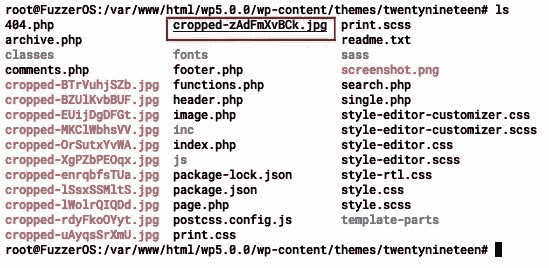 root@FuzzerOS:/var/www/html/wp5.0.0/wp-content/themes/twentynineteen# ls
404.php cropped-zAdFmXvBCk.jpg print.scss
archive.php readme.txt
classes fonts sass
comments.php footer.php screenshot.png
cropped-BTrVuhjSZb.jpg functions.php search.php
cropped-BZUlKvbBUF.jpg header.php single.php
cropped-EUijDgDFGt.jpg image.php style-editor-customizer.css
cropped-MKClWbhsVV.jpg inc style-editor-customizer.scss
cropped-OrSutxYvWA.jpg index.php style-editor.css
cropped-XgPZbPEOqx.jpg js style-editor.scss
cropped-enrqbfsTUa.jpg package-lock.json style-rtl.css
cropped-lSsxSSMltS.jpg package.json style.css
cropped-lWolrQIQDd.jpg page.php style.scss
cropped-rdyFkoOYyt.jpg postcss.config.js template-parts
cropped-uAyqsSrXmU.jpg print.css
root@FuzzerOS:/var/www/html/wp5.0.0/wp-content/themes/twentynineteen#